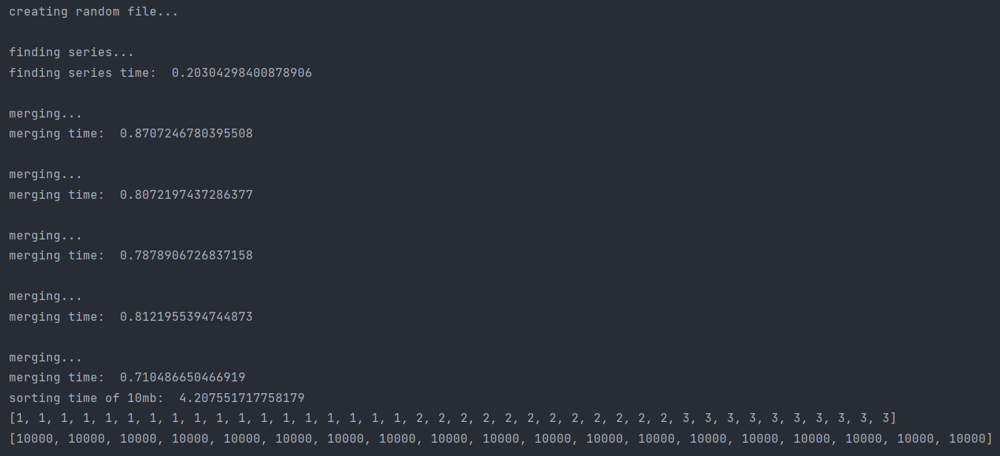 creating random file...
finding series...
finding series time:  0.20304298400878906
merging...
merging time:  0.8707246780395508
merging...
merging time:  0.8072197437286377
merging...
merging time:  0.7878906726837158
merging...
merging time:  0.8121955394744873
merging...
merging time:  0.710486650466919
sorting time of 10mb:  4.207551717758179
[1, 1, 1, 1, 1, 1, 1, 1, 1, 1, 1, 1, 1, 1, 1, 1, 1, 1, 2, 2, 2, 2, 2, 2, 2, 2, 2, 2, 2, 2, 3, 3, 3, 3, 3, 3, 3, 3, 3, 3]
[10000, 10000, 10000, 10000, 10000, 10000, 10000, 10000, 10000, 10000, 10000, 10000, 10000, 10000, 10000, 10000, 10000, 10000, 10000]